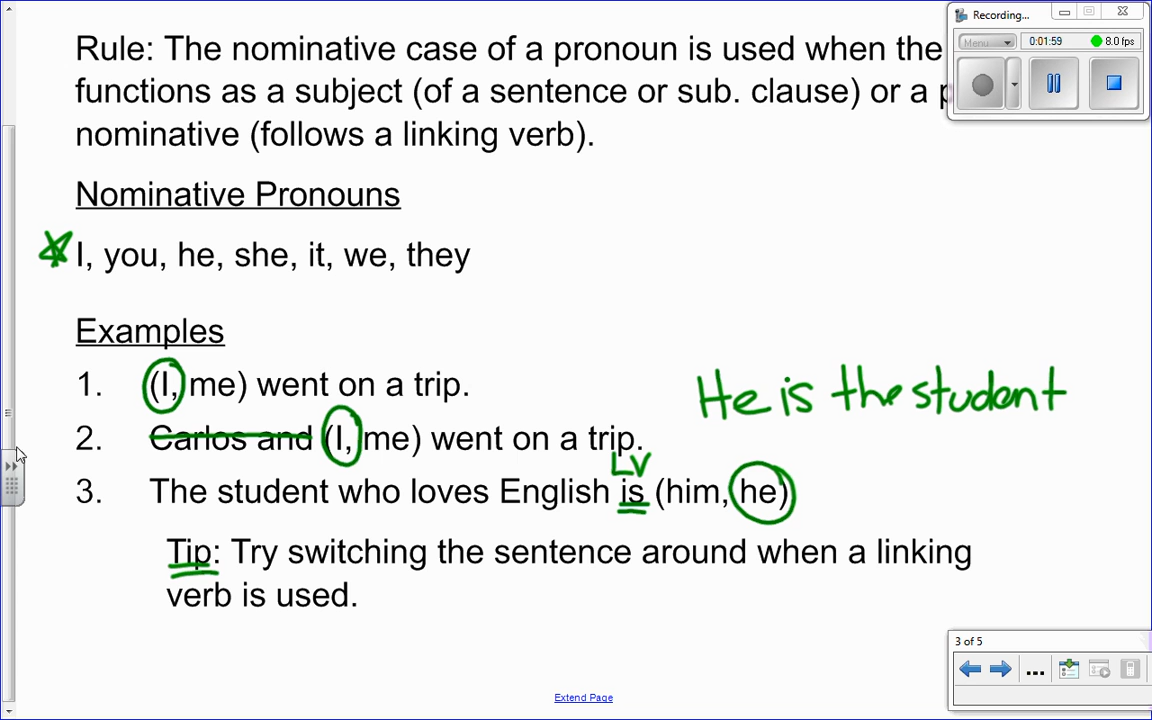 Rule: The nominative case of a pronoun is used when the
functions as a subject (of a sentence or sub. clause) or a
nominative (follows a linking verb).
Nominative Pronouns
I, you, he, she, it, we, they
Examples
1. (I, me) went on a trip.
He is the student
2. Carlos and (I, me) went on a trip.
LV
3. The student who loves English is (him, he)
Tip: Try switching the sentence around when a linking
verb is used.
Extend Page
Recording...
Menu 0:01:59 8.0 fps
3 of 5
...